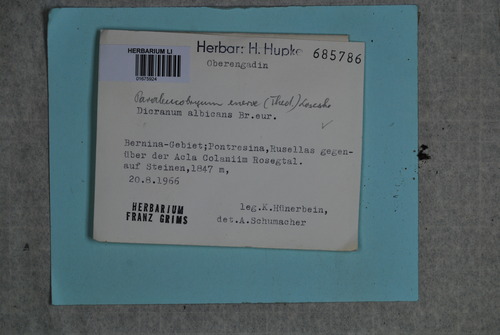 HERBARIUM LI
01675924
Herbar: H. Hupke 685786
Oberengadin
Paraleucobryum enerve (Thed.) Loeske
Dicranum albicans Br.eur.
Bernina-Gebiet;Pontresina,Rusellas gegen-
über der Acla Colaniim Rosegtal.
auf Steinen,1847 m,
20.8.1966
HERBARIUM
FRANZ GRIMS
leg.K.Hünerbein,
det.A.Schumacher